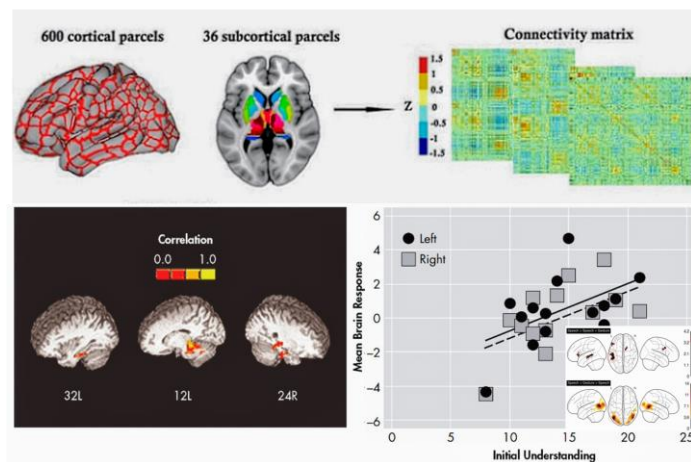 600 cortical parcels
36 subcortical parcels
Connectivity matrix
Z
1.5
1
0.5
0
-0.5
-1
-1.5
Correlation
0.0 1.0
32L 12L 24R
Mean Brain Response
6
4
2
0
−2
−4
−6
Left
Right
0 5 10 15 20 25
Initial Understanding